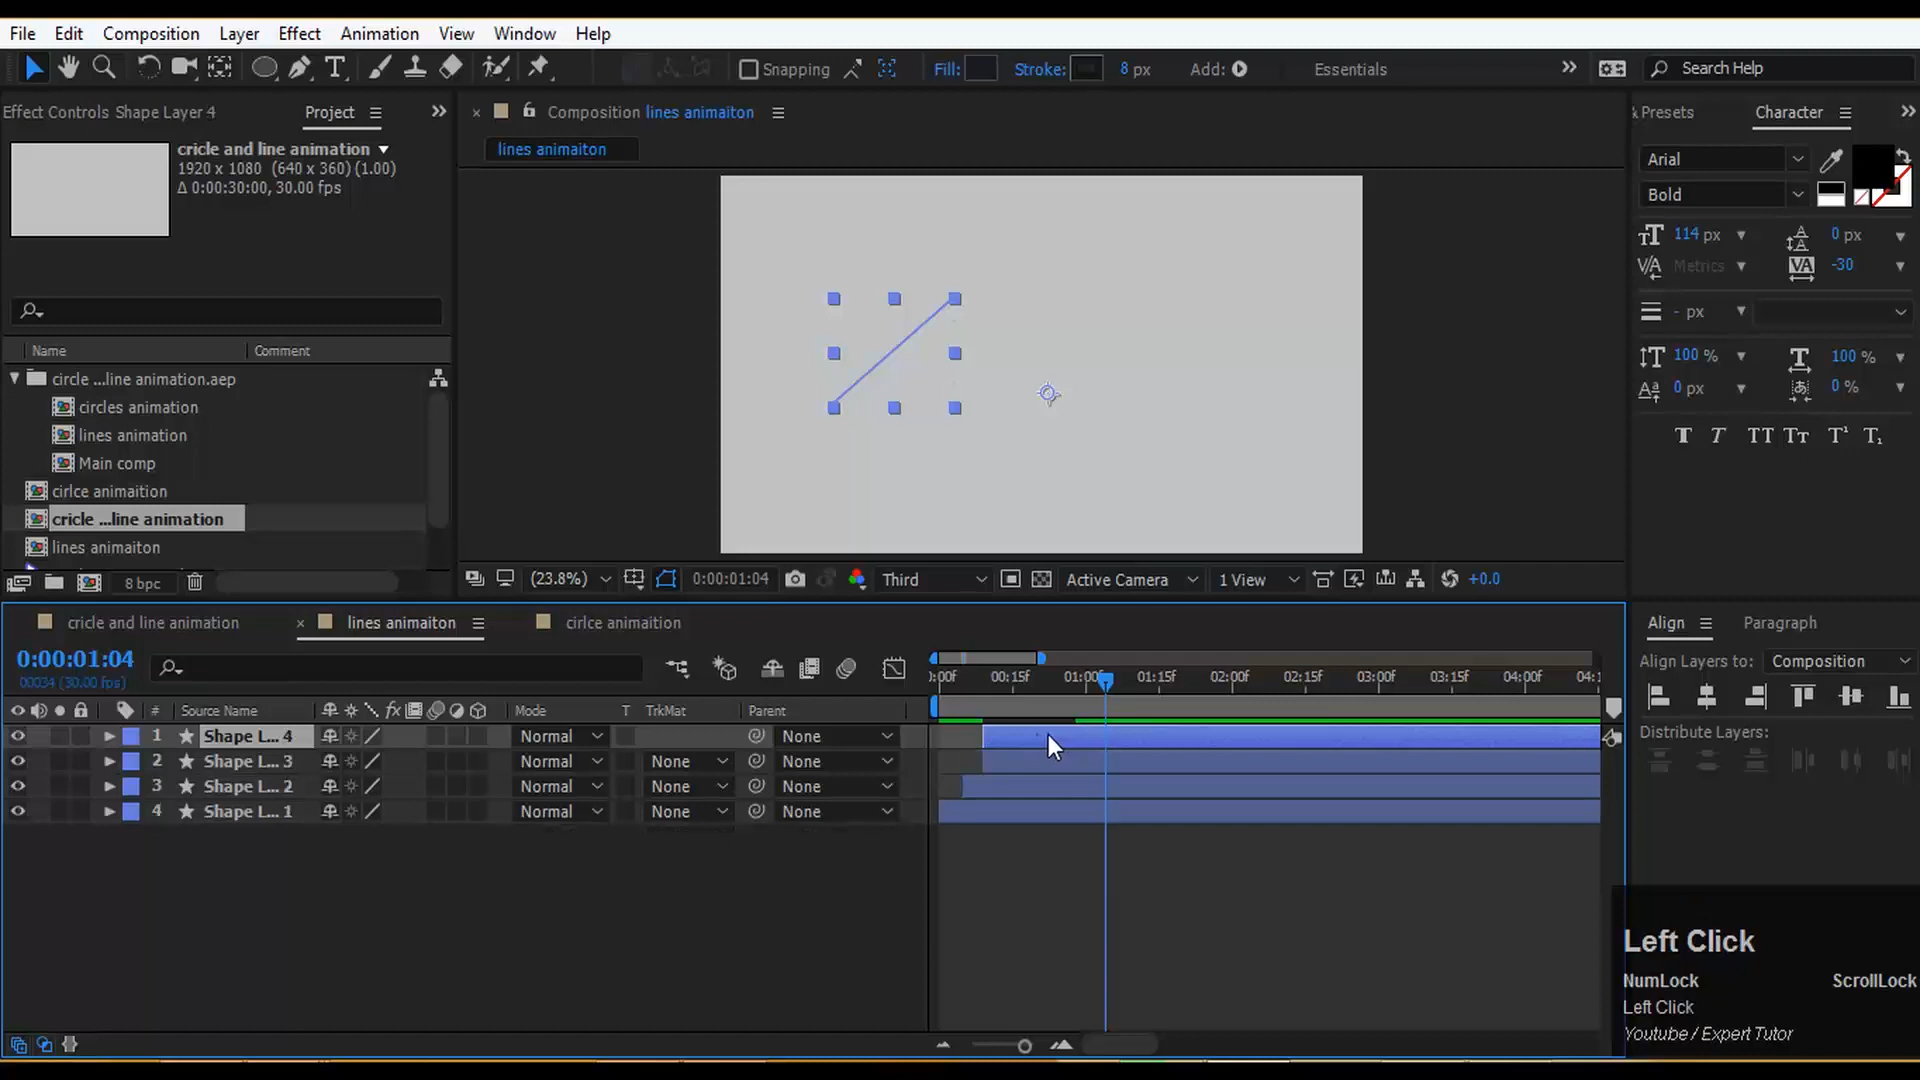 File Edit Composition Layer Effect Animation View Window Help
Snapping Fill: Stroke: 8 px Add: Essentials Search Help
Effect Controls Shape Layer 4 Project
Composition lines animaiton
Presets Character
cricle and line animation
1920 x 1080 (640 x 360) (1.00)
Δ 0:00:30:00, 30.00 fps
lines animaiton
Arial
Bold
114 px 0 px
Metrics -30
- px
100 % 100 %
0 px 0 %
Name Comment
circle ...line animation.aep
circles animation
lines animation
Main comp
cirlce animaition
cricle ...line animation
lines animaiton
8 bpc
(23.8%) 0:00:01:04 Third Active Camera 1 View +0.0
cricle and line animation lines animaiton cirlce animaition
Align Paragraph
0:00:01:04
00034 (30.00 fps)
Align Layers to: Composition
):00f 00:15f 01:00f 01:15f 02:00f 02:15f 03:00f 03:15f 04:00f 04:1
# Source Name Mode T TrkMat Parent
Distribute Layers:
1 Shape L... 4 Normal None
2 Shape L... 3 Normal None None
3 Shape L... 2 Normal None None
4 Shape L... 1 Normal None None
Left Click
NumLock ScrollLock
Left Click
Youtube / Expert Tutor